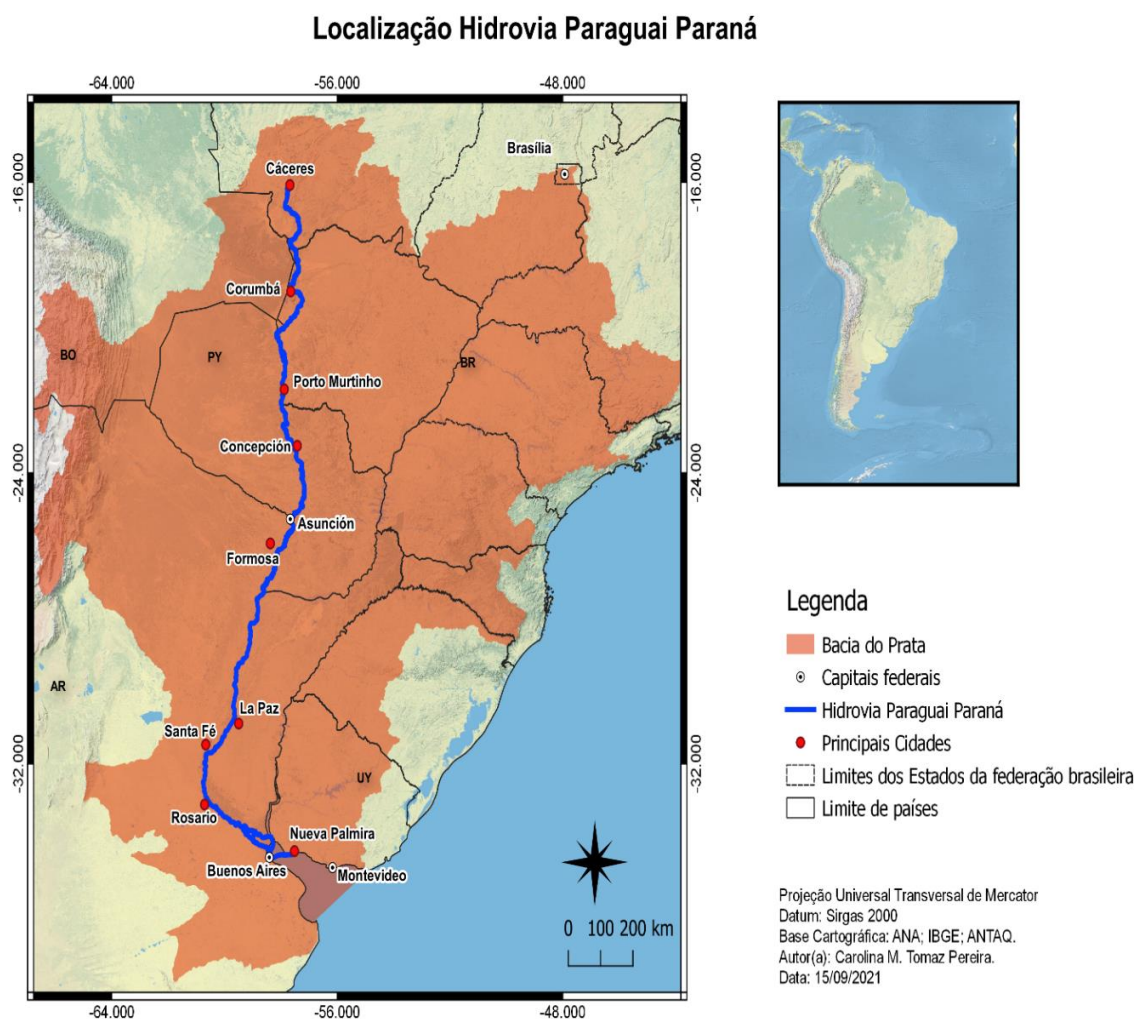 Localização Hidrovia Paraguai Paraná
-64.000
-56.000
-48.000
-16.000
-16.000
Brasília
Cáceres
Corumbá
BO
PY
BR
Porto Murtinho
Concepción
-24.000
-24.000
Asunción
Formosa
AR
La Paz
Santa Fé
-32.000
-32.000
UY
Rosario
Nueva Palmira
Buenos Aires
Montevideo
0 100 200 km
-64.000
-56.000
-48.000
Legenda
Bacia do Prata
Capitais federais
Hidrovia Paraguai Paraná
Principais Cidades
Limites dos Estados da federação brasileira
Limite de países
Projeção Universal Transversal de Mercator
Datum: Sirgas 2000
Base Cartográfica: ANA; IBGE; ANTAQ.
Autor(a): Carolina M. Tomaz Pereira.
Data: 15/09/2021